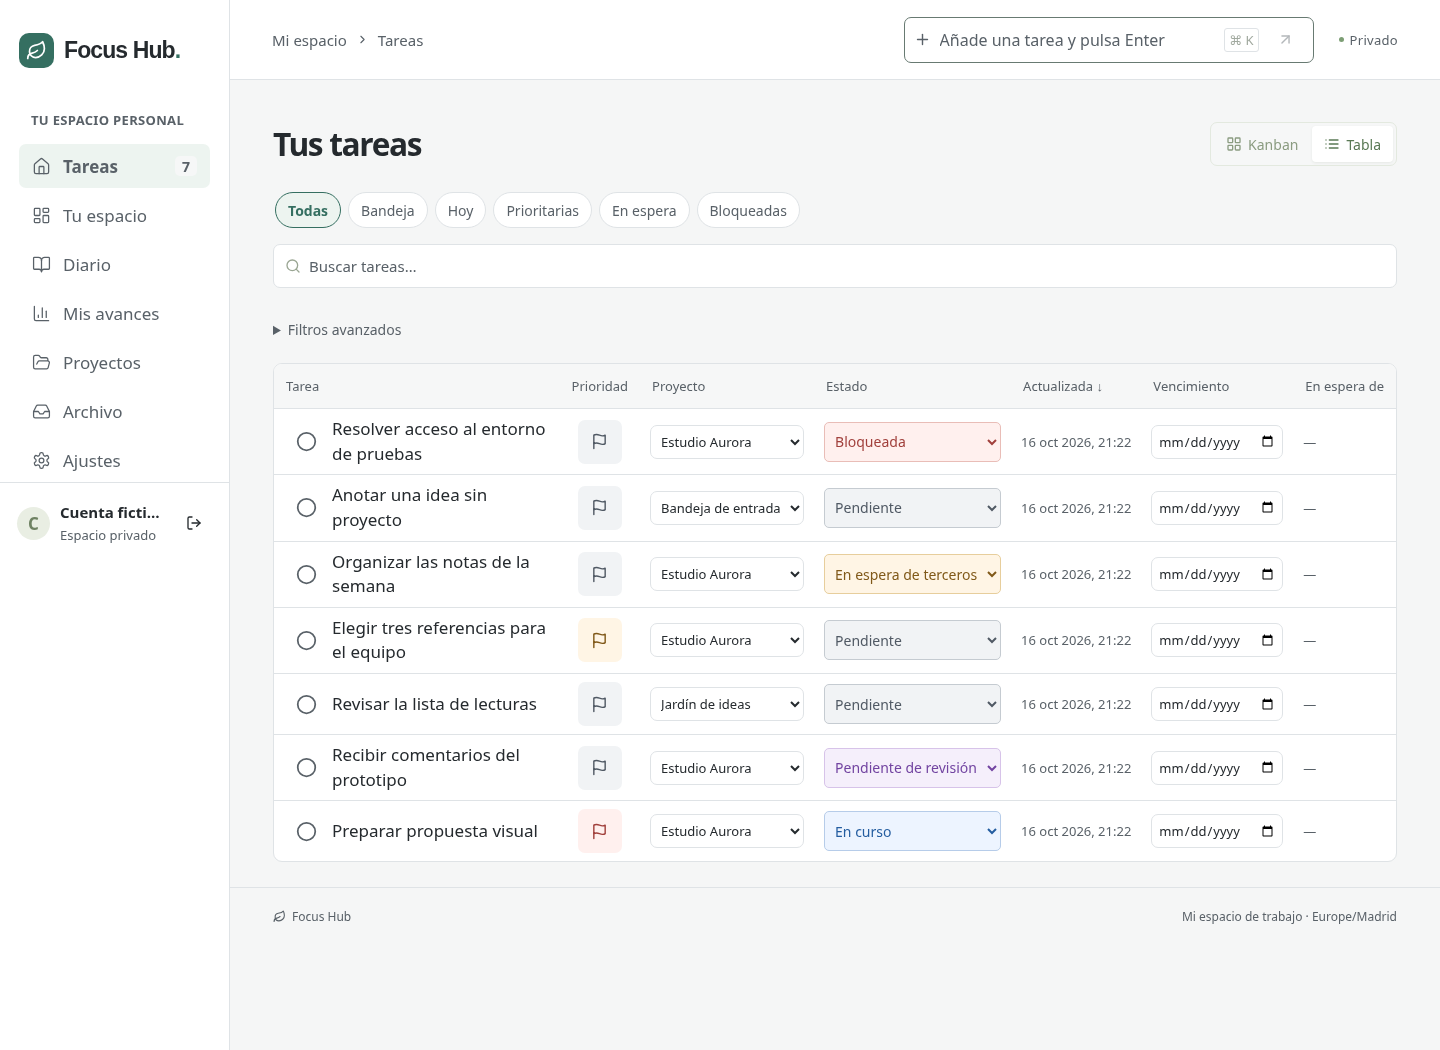 Focus Hub.
TU ESPACIO PERSONAL
Tareas 7
Tu espacio
Diario
Mis avances
Proyectos
Archivo
Ajustes
C
Cuenta ficti...
Espacio privado
Mi espacio > Tareas
+ Añade una tarea y pulsa Enter ⌘ K
Privado
Tus tareas
Kanban Tabla
Todas Bandeja Hoy Prioritarias En espera Bloqueadas
Buscar tareas...
Filtros avanzados
Tarea Prioridad Proyecto Estado Actualizada ↓ Vencimiento En espera de
Resolver acceso al entorno
de pruebas
Estudio Aurora Bloqueada 16 oct 2026, 21:22 mm/dd/yyyy —
Anotar una idea sin
proyecto
Bandeja de entrada Pendiente 16 oct 2026, 21:22 mm/dd/yyyy —
Organizar las notas de la
semana
Estudio Aurora En espera de terceros 16 oct 2026, 21:22 mm/dd/yyyy —
Elegir tres referencias para
el equipo
Estudio Aurora Pendiente 16 oct 2026, 21:22 mm/dd/yyyy —
Revisar la lista de lecturas Jardín de ideas Pendiente 16 oct 2026, 21:22 mm/dd/yyyy —
Recibir comentarios del
prototipo
Estudio Aurora Pendiente de revisión 16 oct 2026, 21:22 mm/dd/yyyy —
Preparar propuesta visual Estudio Aurora En curso 16 oct 2026, 21:22 mm/dd/yyyy —
Focus Hub
Mi espacio de trabajo · Europe/Madrid